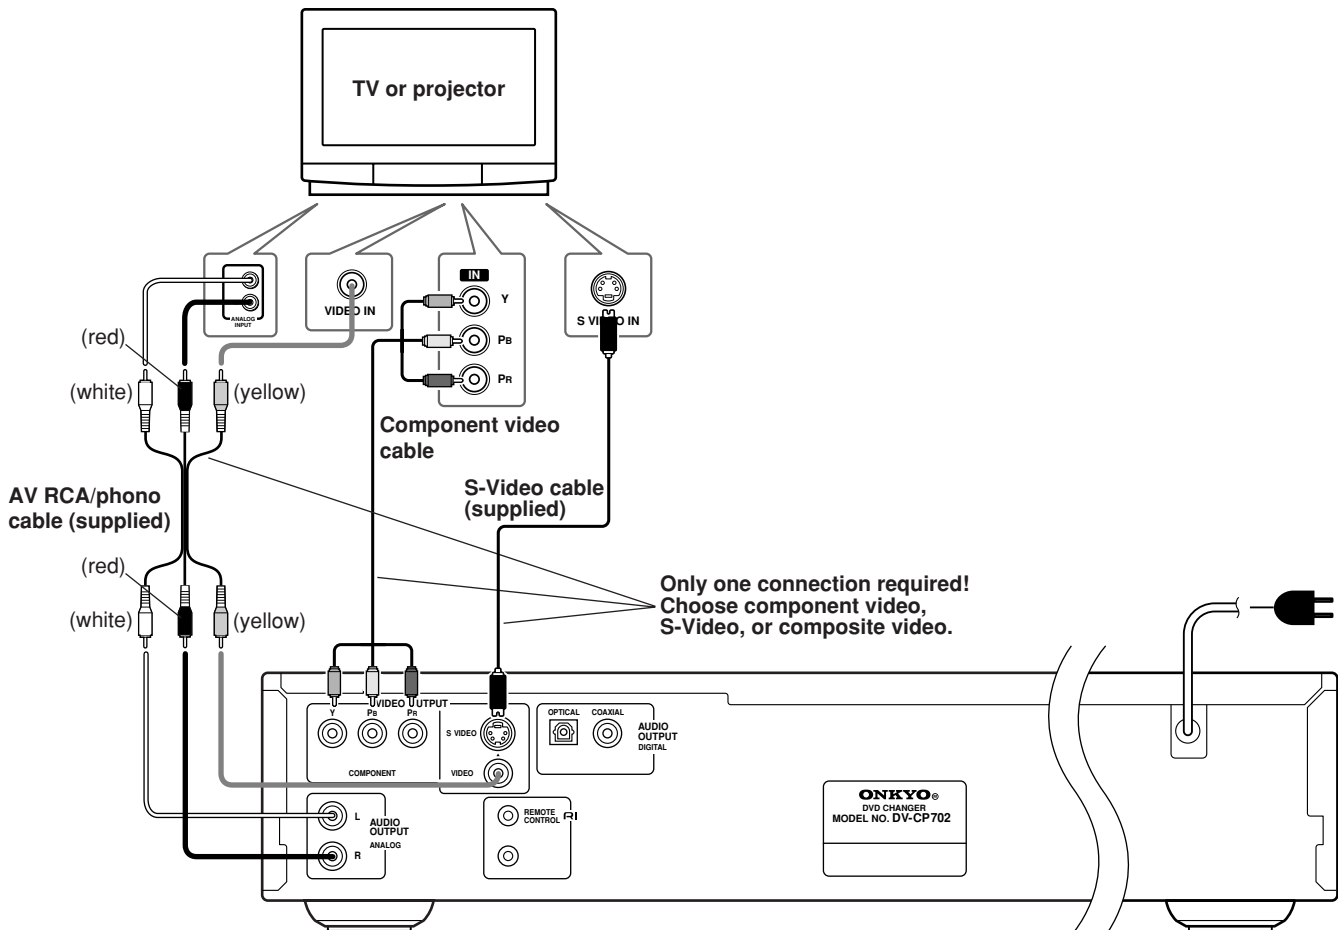 TV or projector
ANALOG
INPUT
VIDEO IN
IN
Y
PB
PR
S VIDEO IN
(red)
(white)
(yellow)
Component video
cable
AV RCA/phono
cable (supplied)
S-Video cable
(supplied)
(red)
(white)
(yellow)
Only one connection required!
Choose component video,
S-Video, or composite video.
VIDEO OUTPUT
Y
PB
PR
COMPONENT
S VIDEO
VIDEO
OPTICAL
COAXIAL
AUDIO
OUTPUT
DIGITAL
L
R
AUDIO
OUTPUT
ANALOG
REMOTE
CONTROL
RI
ONKYO®
DVD CHANGER
MODEL NO. DV-CP702